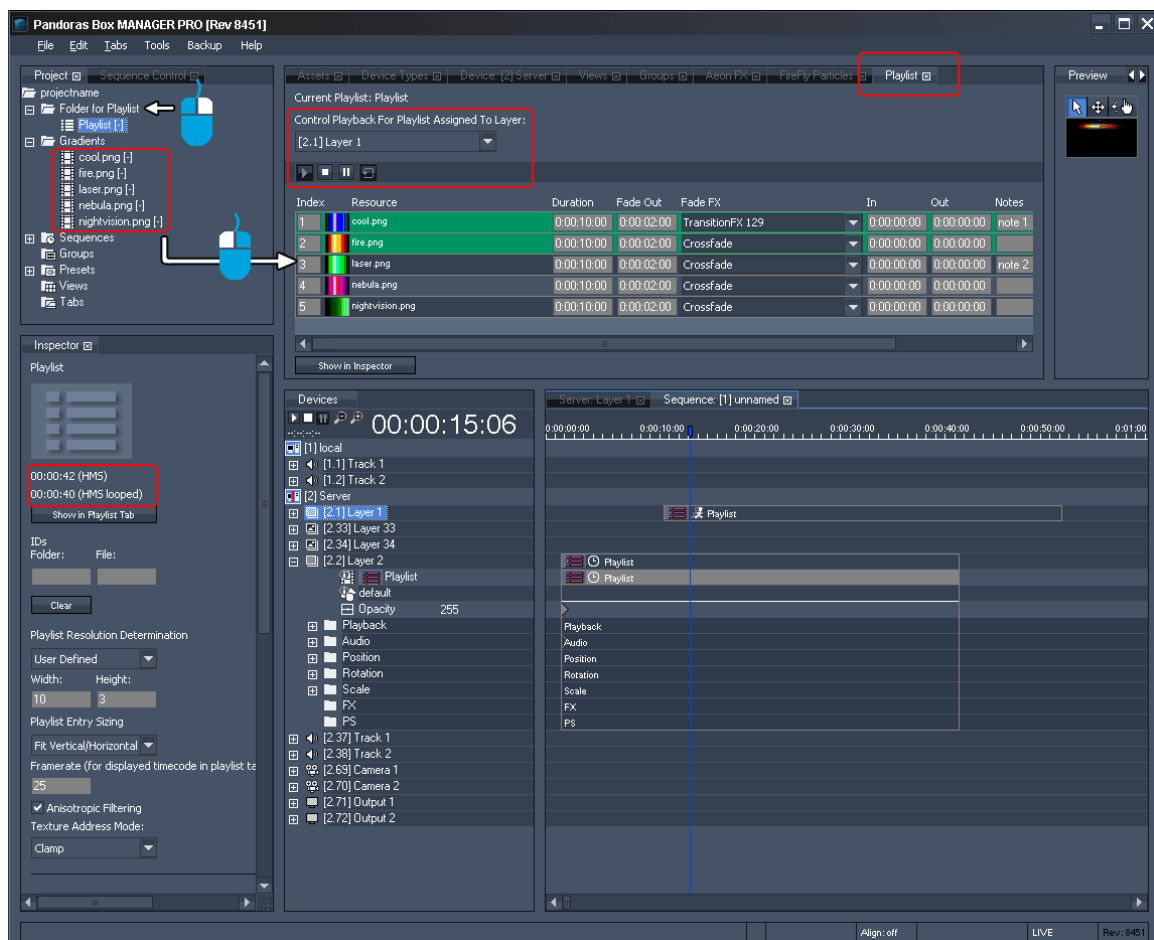 Pandoras Box MANAGER PRO [Rev 8451]
File Edit Tabs Tools Backup Help
Project Sequence Control
projectname
Folder for Playlist
Playlist [-]
Gradients
cool.png [-]
fire.png [-]
laser.png [-]
nebula.png [-]
nightvision.png [-]
Sequences
Groups
Presets
Views
Tabs
Assets Device Types Device: [2] Server Views Groups Aeon FX FireFly Particles Playlist
Current Playlist: Playlist
Control Playback For Playlist Assigned To Layer:
[2.1] Layer 1
Index Resource Duration Fade Out Fade FX In Out Notes
1 cool.png 0:00:10:00 0:00:02:00 TransitionFX 129 0:00:00:00 0:00:00:00 note 1
2 fire.png 0:00:10:00 0:00:02:00 Crossfade 0:00:00:00 0:00:00:00
3 laser.png 0:00:10:00 0:00:02:00 Crossfade 0:00:00:00 0:00:00:00 note 2
4 nebula.png 0:00:10:00 0:00:02:00 Crossfade 0:00:00:00 0:00:00:00
5 nightvision.png 0:00:10:00 0:00:02:00 Crossfade 0:00:00:00 0:00:00:00
Show in Inspector
Preview
Inspector
Playlist
00:00:42 (HMS)
00:00:40 (HMS looped)
Show in Playlist Tab
IDs
Folder: File:
Clear
Playlist Resolution Determination
User Defined
Width: Height:
10 3
Playlist Entry Sizing
Fit Vertical/Horizontal
Framerate (for displayed timecode in playlist ta
25
Anisotropic Filtering
Texture Address Mode:
Clamp
Devices
00:00:15:06
--:--:--:--
[1] local
[1.1] Track 1
[1.2] Track 2
[2] Server
[2.1] Layer 1
[2.33] Layer 33
[2.34] Layer 34
[2.2] Layer 2
Playlist
default
Opacity 255
Playback
Audio
Position
Rotation
Scale
FX
PS
[2.37] Track 1
[2.38] Track 2
[2.69] Camera 1
[2.70] Camera 2
[2.71] Output 1
[2.72] Output 2
Server: Layer 1 Sequence: [1] unnamed
0:00:00:00 0:00:10:00 0:00:20:00 0:00:30:00 0:00:40:00 0:00:50:00 0:01:00
Playlist
Playlist
Playlist
Playback
Audio
Position
Rotation
Scale
FX
PS
Align: off LIVE Rev: 8451